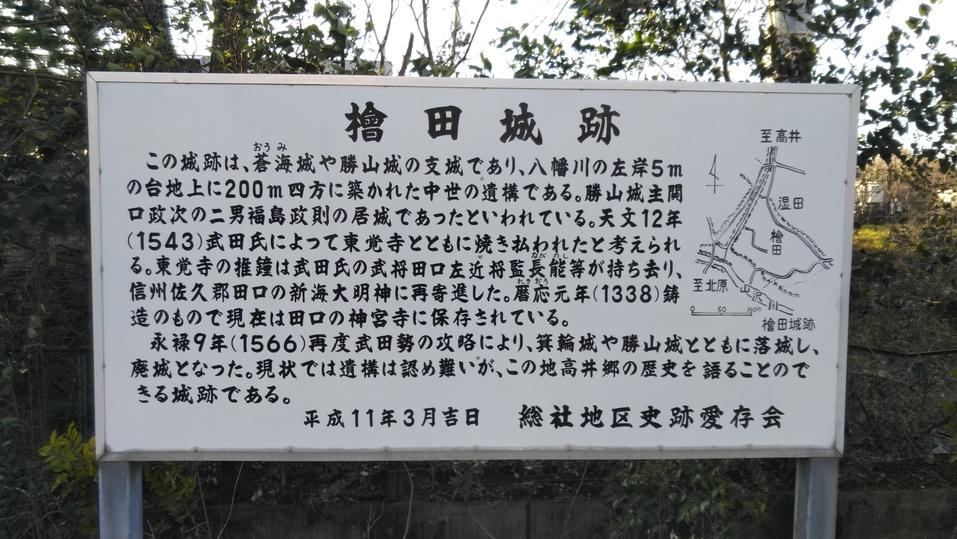 檜田城跡
おうみ
この城跡は、蒼海城や勝山城の支城であり、八幡川の左岸5m
の台地上に200m四方に築かれた中世の遺構である。勝山城主関
口政次の二男福島政則の居城であったといわれている。天文12年
(1543)武田氏によって東覚寺とともに焼き払われたと考えられ
ながのし
る。東覚寺の推鐘は武田氏の武将田口左近将監長能等が持ち去り、
りきおう
信州佐久郡田口の新海大明神に再寄進した。暦応元年(1338)鋳
造のもので現在は田口の神宮寺に保存されている。
永禄9年(1566)再度武田勢の攻略により、箕輪城や勝山城とともに落城し、
廃城となった。現状では遺構は認め難いが、この地高井郷の歴史を語ることので
きる城跡である。
平成11年3月吉日 総社地区史跡愛存会
至高井
湿田
檜田
至北原
山沢川
0 50 100m
檜田城跡